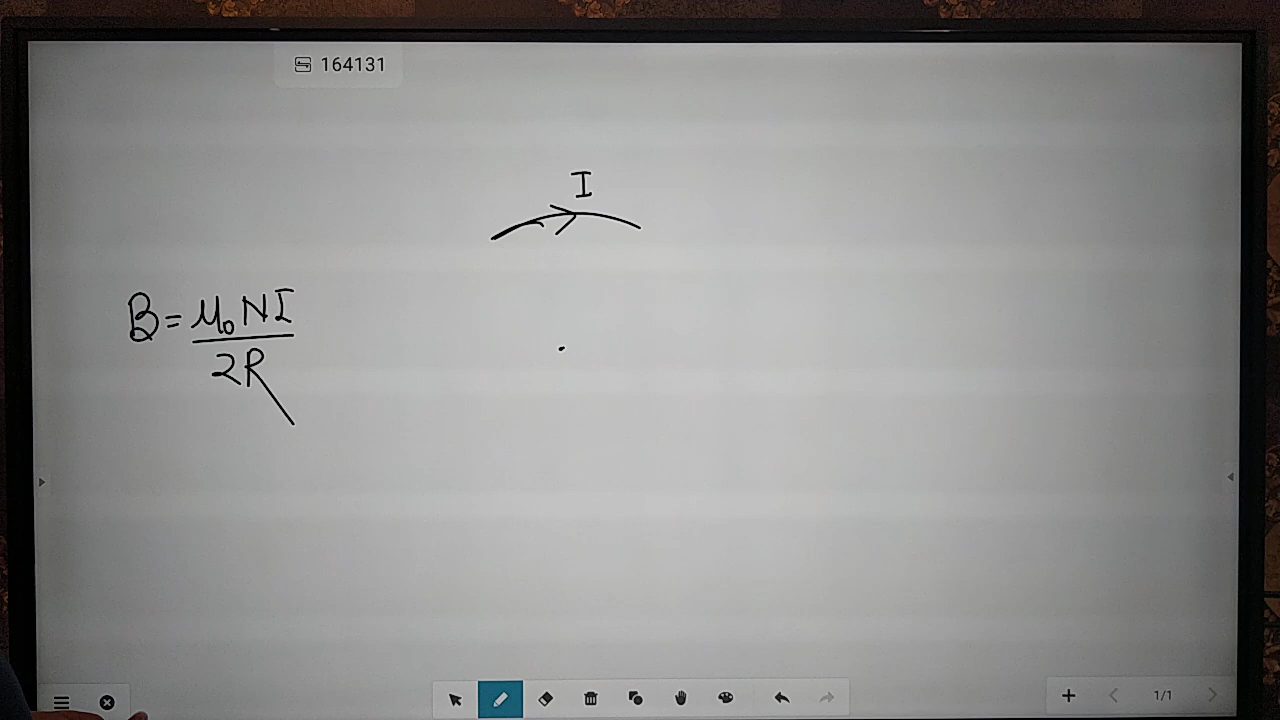 164131
I
B = μ₀NI
2R
1/1